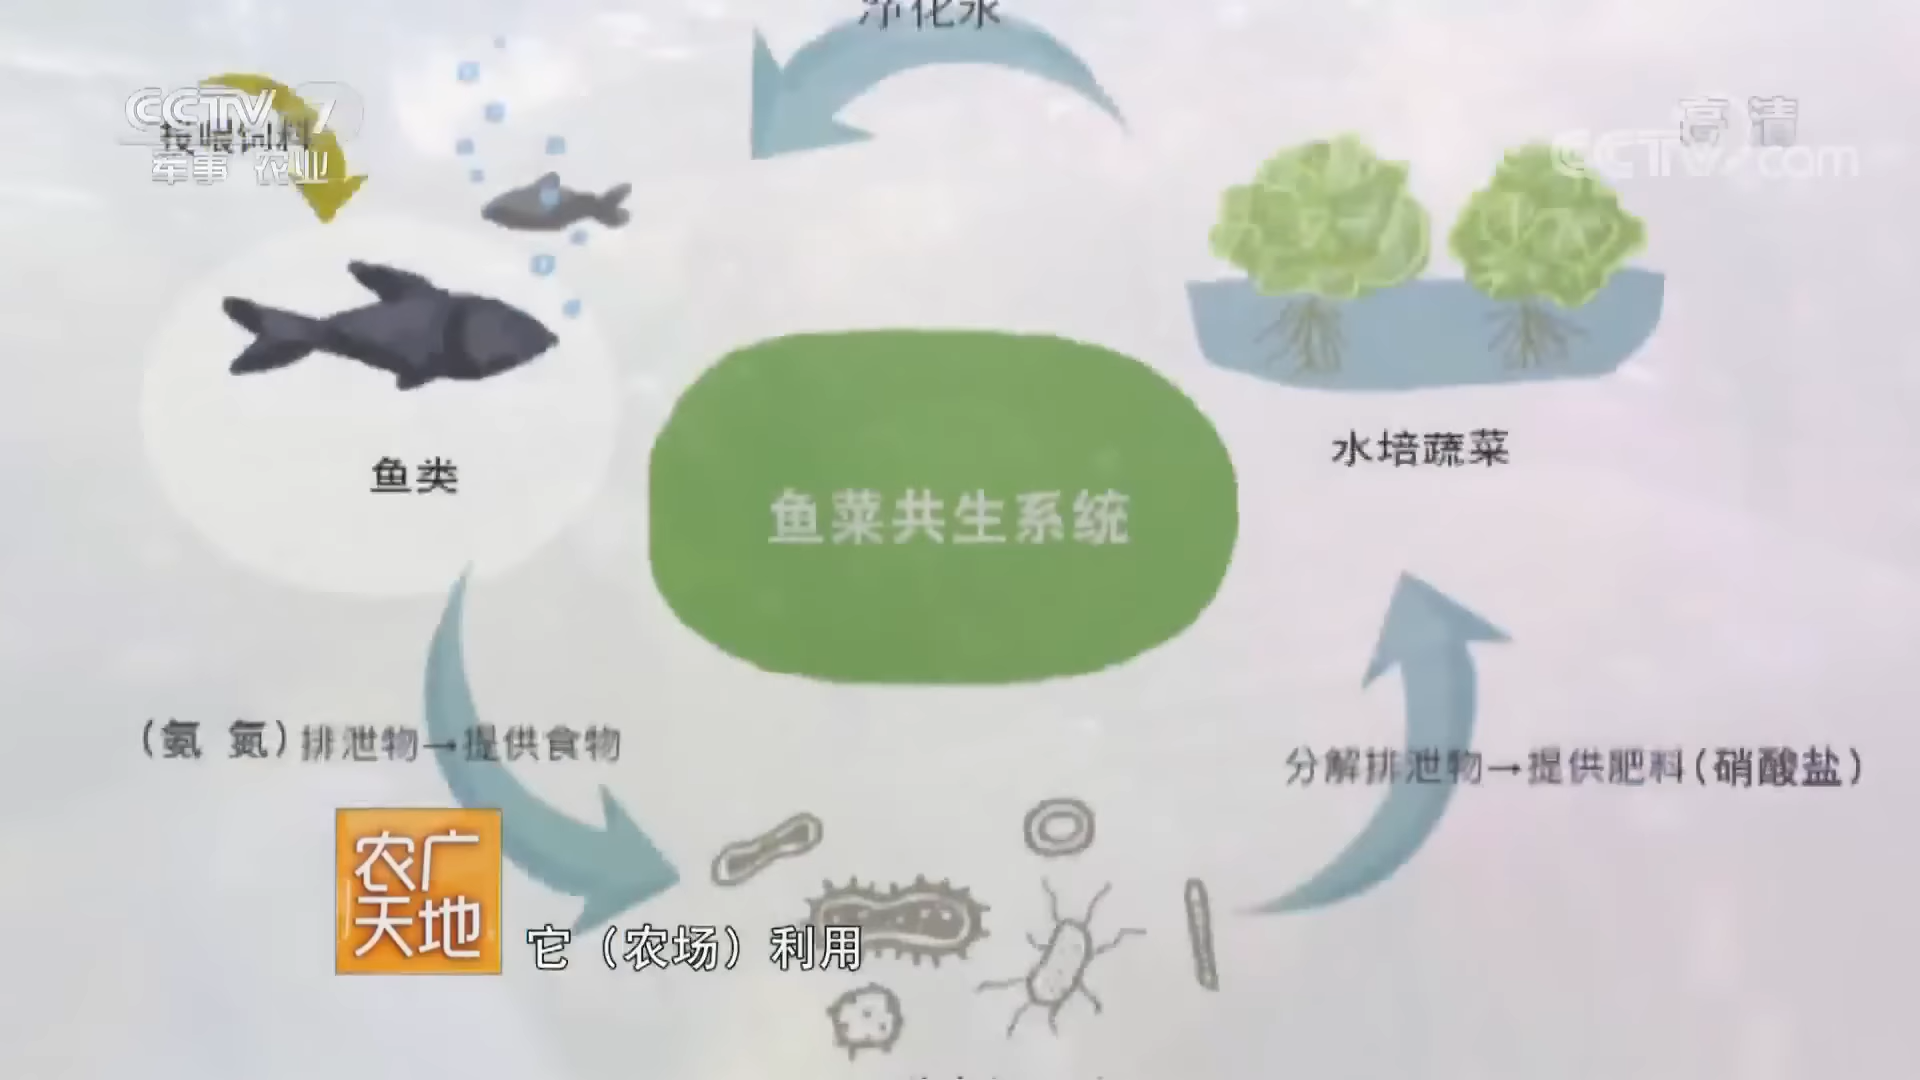 净化水
CCTV 7
军事 农业
投喂饲料
高清
CCTV.com
鱼类
水培蔬菜
鱼菜共生系统
（氨 氮）排泄物→提供食物
分解排泄物→提供肥料（硝酸盐）
农广
天地
它（农场）利用